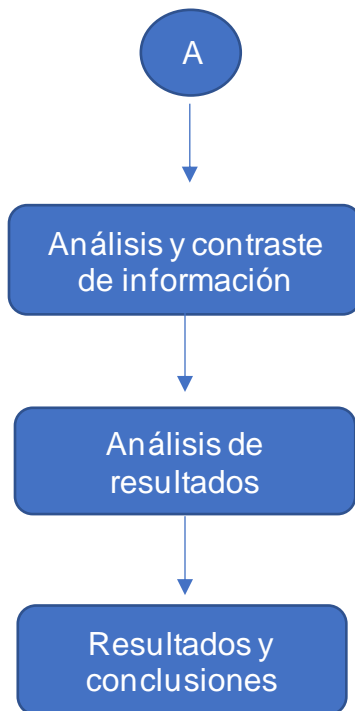 A
Análisis y contraste
de información
Análisis de
resultados
Resultados y
conclusiones